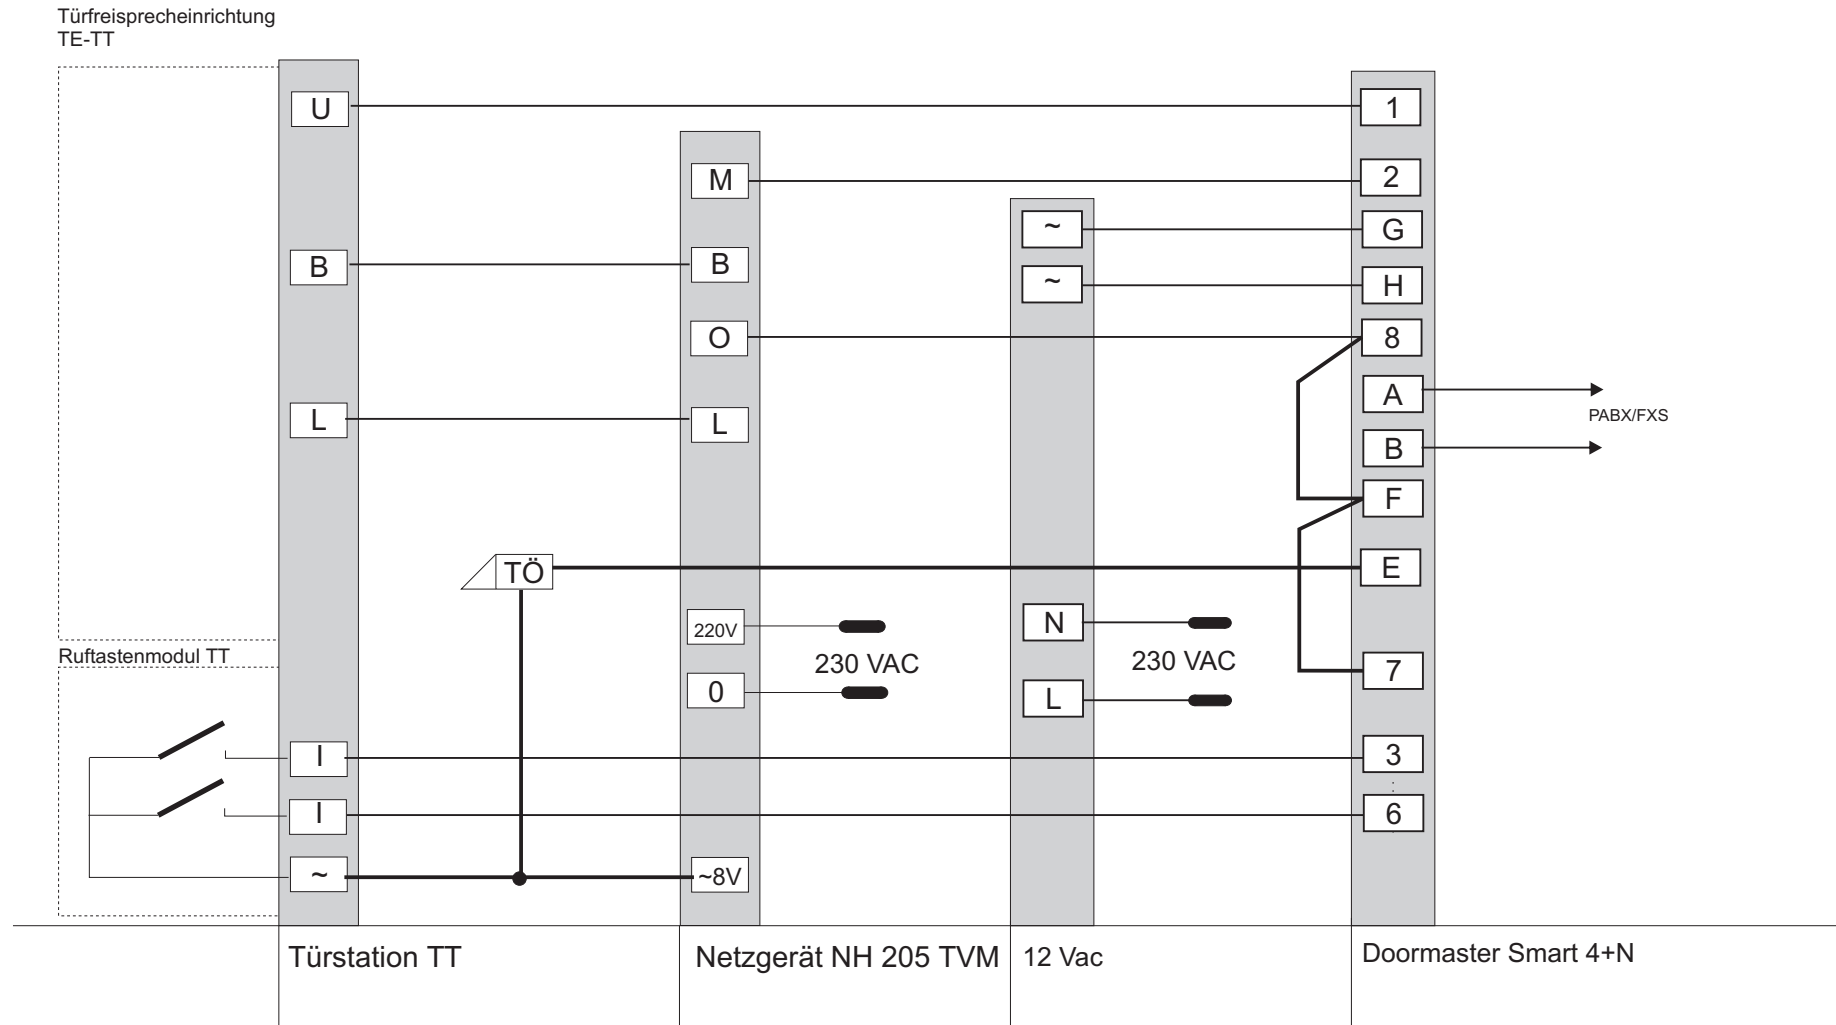 Türfreisprecheinrichtung
TE-TT
U
1
M
2
~
G
B
B
~
H
O
8
A
L
L
PABX/FXS
B
F
TÖ
E
220V
N
230 VAC
230 VAC
Ruftastenmodul TT
7
0
L
I
3
I
6
~
~8V
Türstation TT
Netzgerät NH 205 TVM
12 Vac
Doormaster Smart 4+N